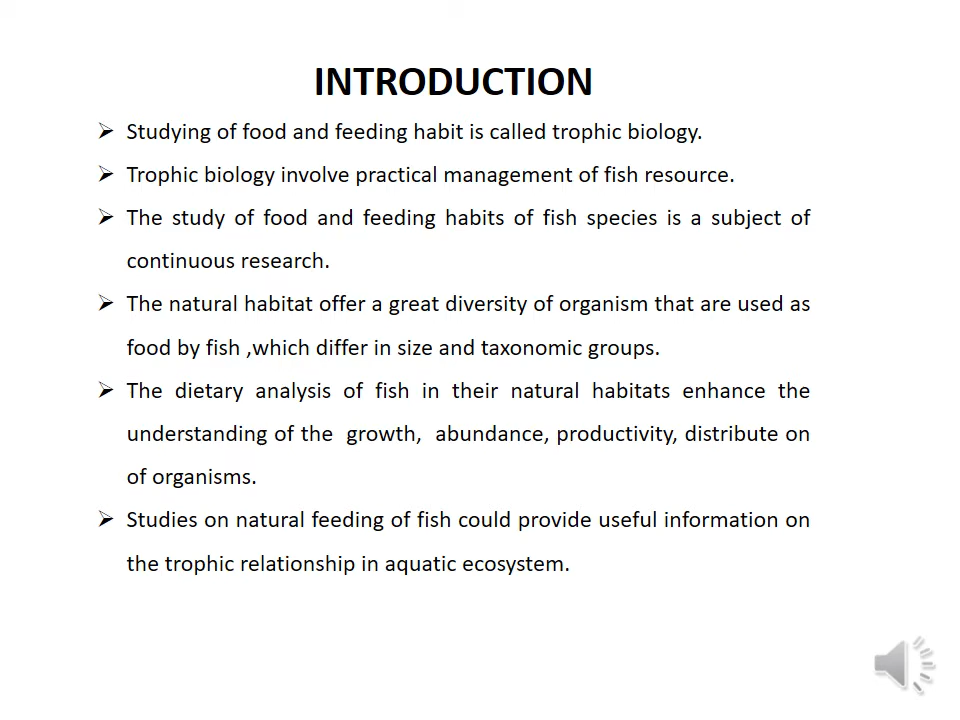 INTRODUCTION
➢ Studying of food and feeding habit is called trophic biology.
➢ Trophic biology involve practical management of fish resource.
➢ The study of food and feeding habits of fish species is a subject of
continuous research.
➢ The natural habitat offer a great diversity of organism that are used as
food by fish ,which differ in size and taxonomic groups.
➢ The dietary analysis of fish in their natural habitats enhance the
understanding of the growth, abundance, productivity, distribute on
of organisms.
➢ Studies on natural feeding of fish could provide useful information on
the trophic relationship in aquatic ecosystem.